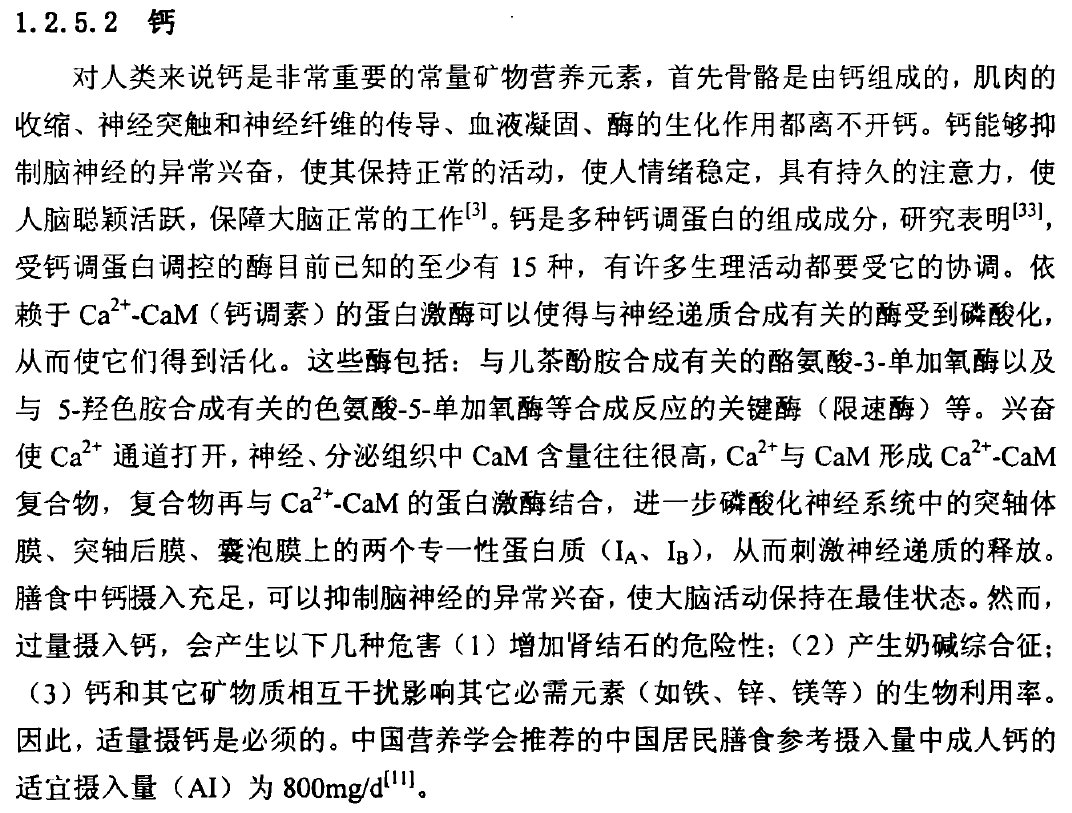 1.2.5.2 钙
对人类来说钙是非常重要的常量矿物营养元素，首先骨骼是由钙组成的，肌肉的
收缩、神经突触和神经纤维的传导、血液凝固、酶的生化作用都离不开钙。钙能够抑
制脑神经的异常兴奋，使其保持正常的活动，使人情绪稳定，具有持久的注意力，使
人脑聪颖活跃，保障大脑正常的工作[3]。钙是多种钙调蛋白的组成成分，研究表明[33]，
受钙调蛋白调控的酶目前已知的至少有 15 种，有许多生理活动都要受它的协调。依
赖于 Ca²⁺-CaM（钙调素）的蛋白激酶可以使得与神经递质合成有关的酶受到磷酸化，
从而使它们得到活化。这些酶包括：与儿茶酚胺合成有关的酪氨酸-3-单加氧酶以及
与 5-羟色胺合成有关的色氨酸-5-单加氧酶等合成反应的关键酶（限速酶）等。兴奋
使 Ca²⁺ 通道打开，神经、分泌组织中 CaM 含量往往很高，Ca²⁺与 CaM 形成 Ca²⁺-CaM
复合物，复合物再与 Ca²⁺-CaM 的蛋白激酶结合，进一步磷酸化神经系统中的突轴体
膜、突轴后膜、囊泡膜上的两个专一性蛋白质（I_A、I_B），从而刺激神经递质的释放。
膳食中钙摄入充足，可以抑制脑神经的异常兴奋，使大脑活动保持在最佳状态。然而，
过量摄入钙，会产生以下几种危害（1）增加肾结石的危险性；（2）产生奶碱综合征；
（3）钙和其它矿物质相互干扰影响其它必需元素（如铁、锌、镁等）的生物利用率。
因此，适量摄钙是必须的。中国营养学会推荐的中国居民膳食参考摄入量中成人钙的
适宜摄入量（AI）为 800mg/d[11]。